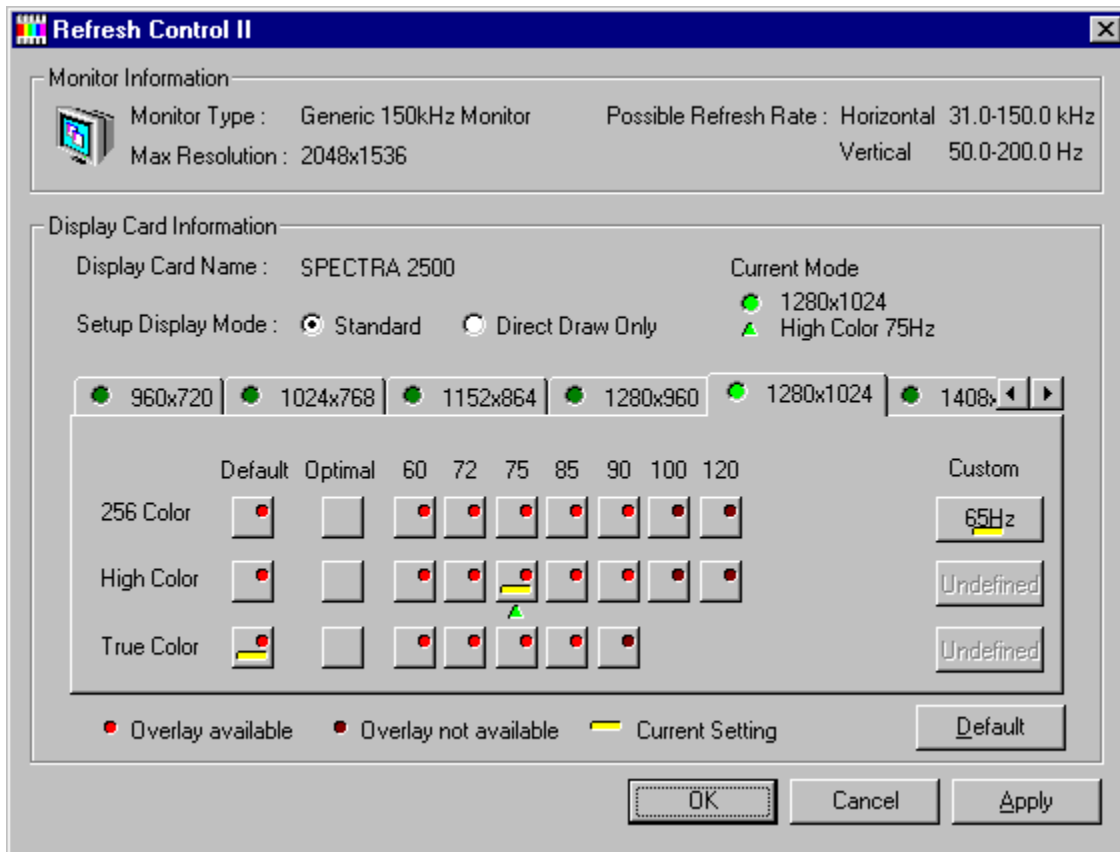 Refresh Control II
Monitor Information
Monitor Type : Generic 150kHz Monitor Possible Refresh Rate : Horizontal 31.0-150.0 kHz
Max Resolution : 2048x1536 Vertical 50.0-200.0 Hz
Display Card Information
Display Card Name : SPECTRA 2500 Current Mode
1280x1024
Setup Display Mode : Standard Direct Draw Only High Color 75Hz
960x720 1024x768 1152x864 1280x960 1280x1024 1408x
Default Optimal 60 72 75 85 90 100 120 Custom
256 Color 65Hz
High Color Undefined
True Color Undefined
Overlay available Overlay not available Current Setting Default
OK Cancel Apply